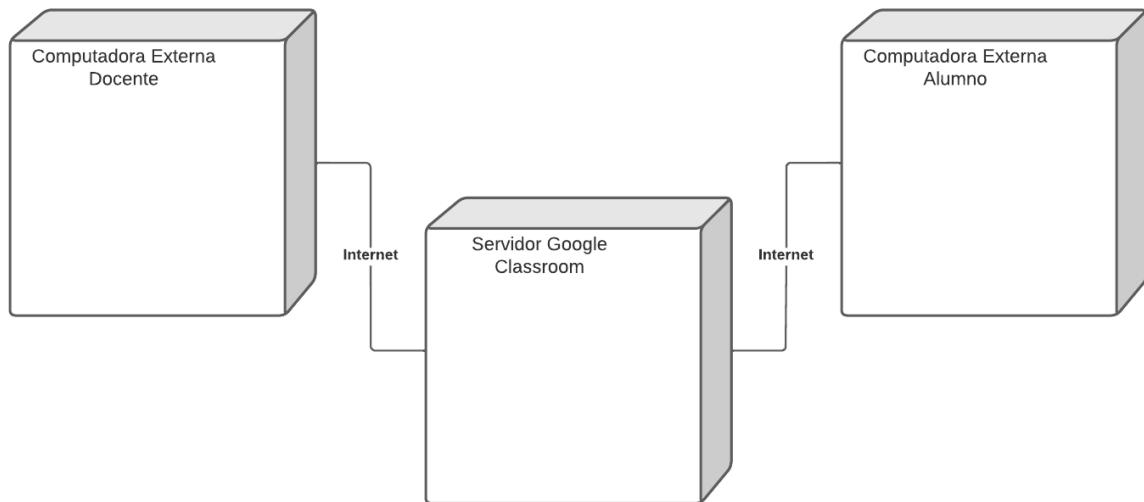 Computadora Externa
Docente
Computadora Externa
Alumno
Internet
Servidor Google
Classroom
Internet